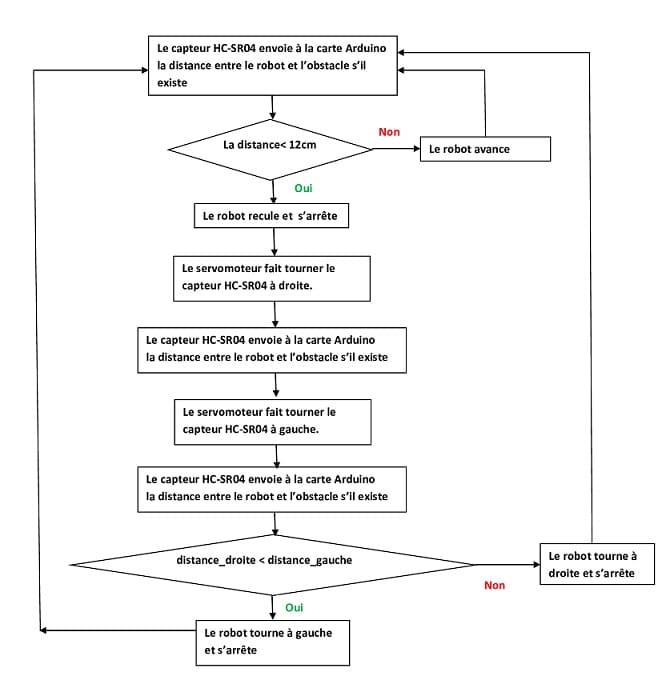 Le capteur HC-SR04 envoie à la carte Arduino
la distance entre le robot et l'obstacle s'il
existe
La distance< 12cm
Non
Le robot avance
Oui
Le robot recule et s'arrête
Le servomoteur fait tourner le
capteur HC-SR04 à droite.
Le capteur HC-SR04 envoie à la carte Arduino
la distance entre le robot et l'obstacle s'il existe
Le servomoteur fait tourner le
capteur HC-SR04 à gauche.
Le capteur HC-SR04 envoie à la carte Arduino
la distance entre le robot et l'obstacle s'il existe
distance_droite < distance_gauche
Non
Le robot tourne à
droite et s'arrête
Oui
Le robot tourne à gauche
et s'arrête